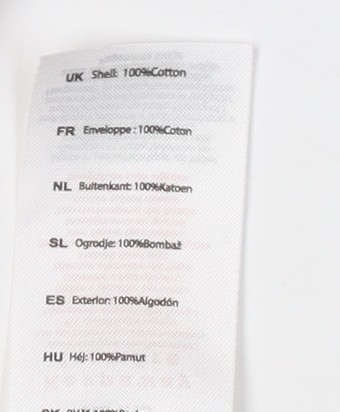 UK Shell: 100%Cotton
FR Enveloppe : 100%Coton
NL Buitenkant: 100%Katoen
SL Ogrodje: 100%Bombaž
ES Exterior: 100%Algodón
HU Héj: 100%Pamut